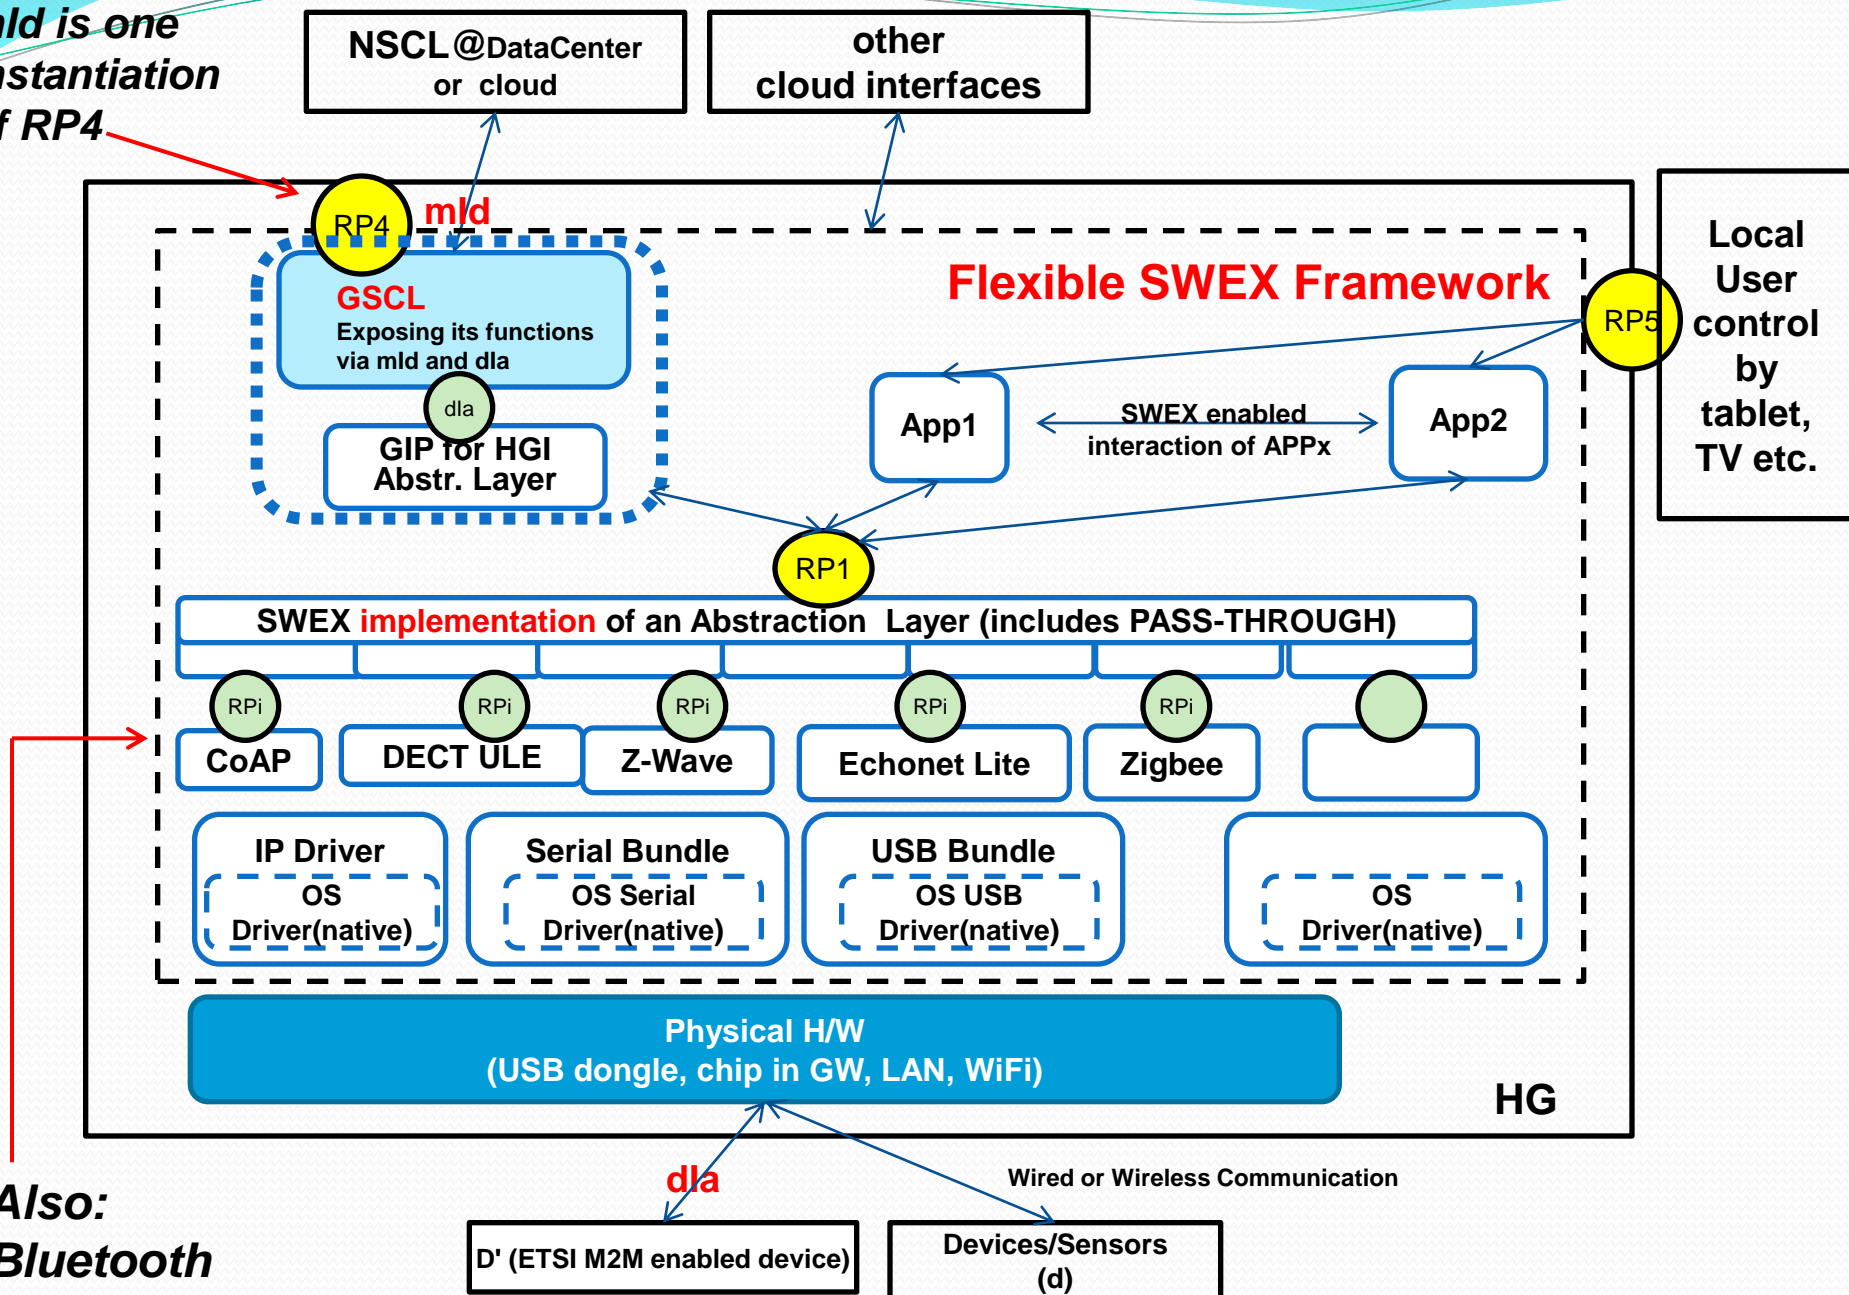 mld is one
nstantiation
f RP4
NSCL@DataCenter
or cloud
other
cloud interfaces
RP4
mld
GSCL
Exposing its functions
via mld and dla
dla
GIP for HGI
Abstr. Layer
Flexible SWEX Framework
RP5
Local
User
control
by
tablet,
TV etc.
App1
SWEX enabled
interaction of APPx
App2
RP1
SWEX implementation of an Abstraction Layer (includes PASS-THROUGH)
RPi
RPi
RPi
RPi
RPi
CoAP
DECT ULE
Z-Wave
Echonet Lite
Zigbee
IP Driver
OS
Driver(native)
Serial Bundle
OS Serial
Driver(native)
USB Bundle
OS USB
Driver(native)
OS
Driver(native)
Physical H/W
(USB dongle, chip in GW, LAN, WiFi)
HG
dla
Wired or Wireless Communication
Also:
Bluetooth
D' (ETSI M2M enabled device)
Devices/Sensors
(d)